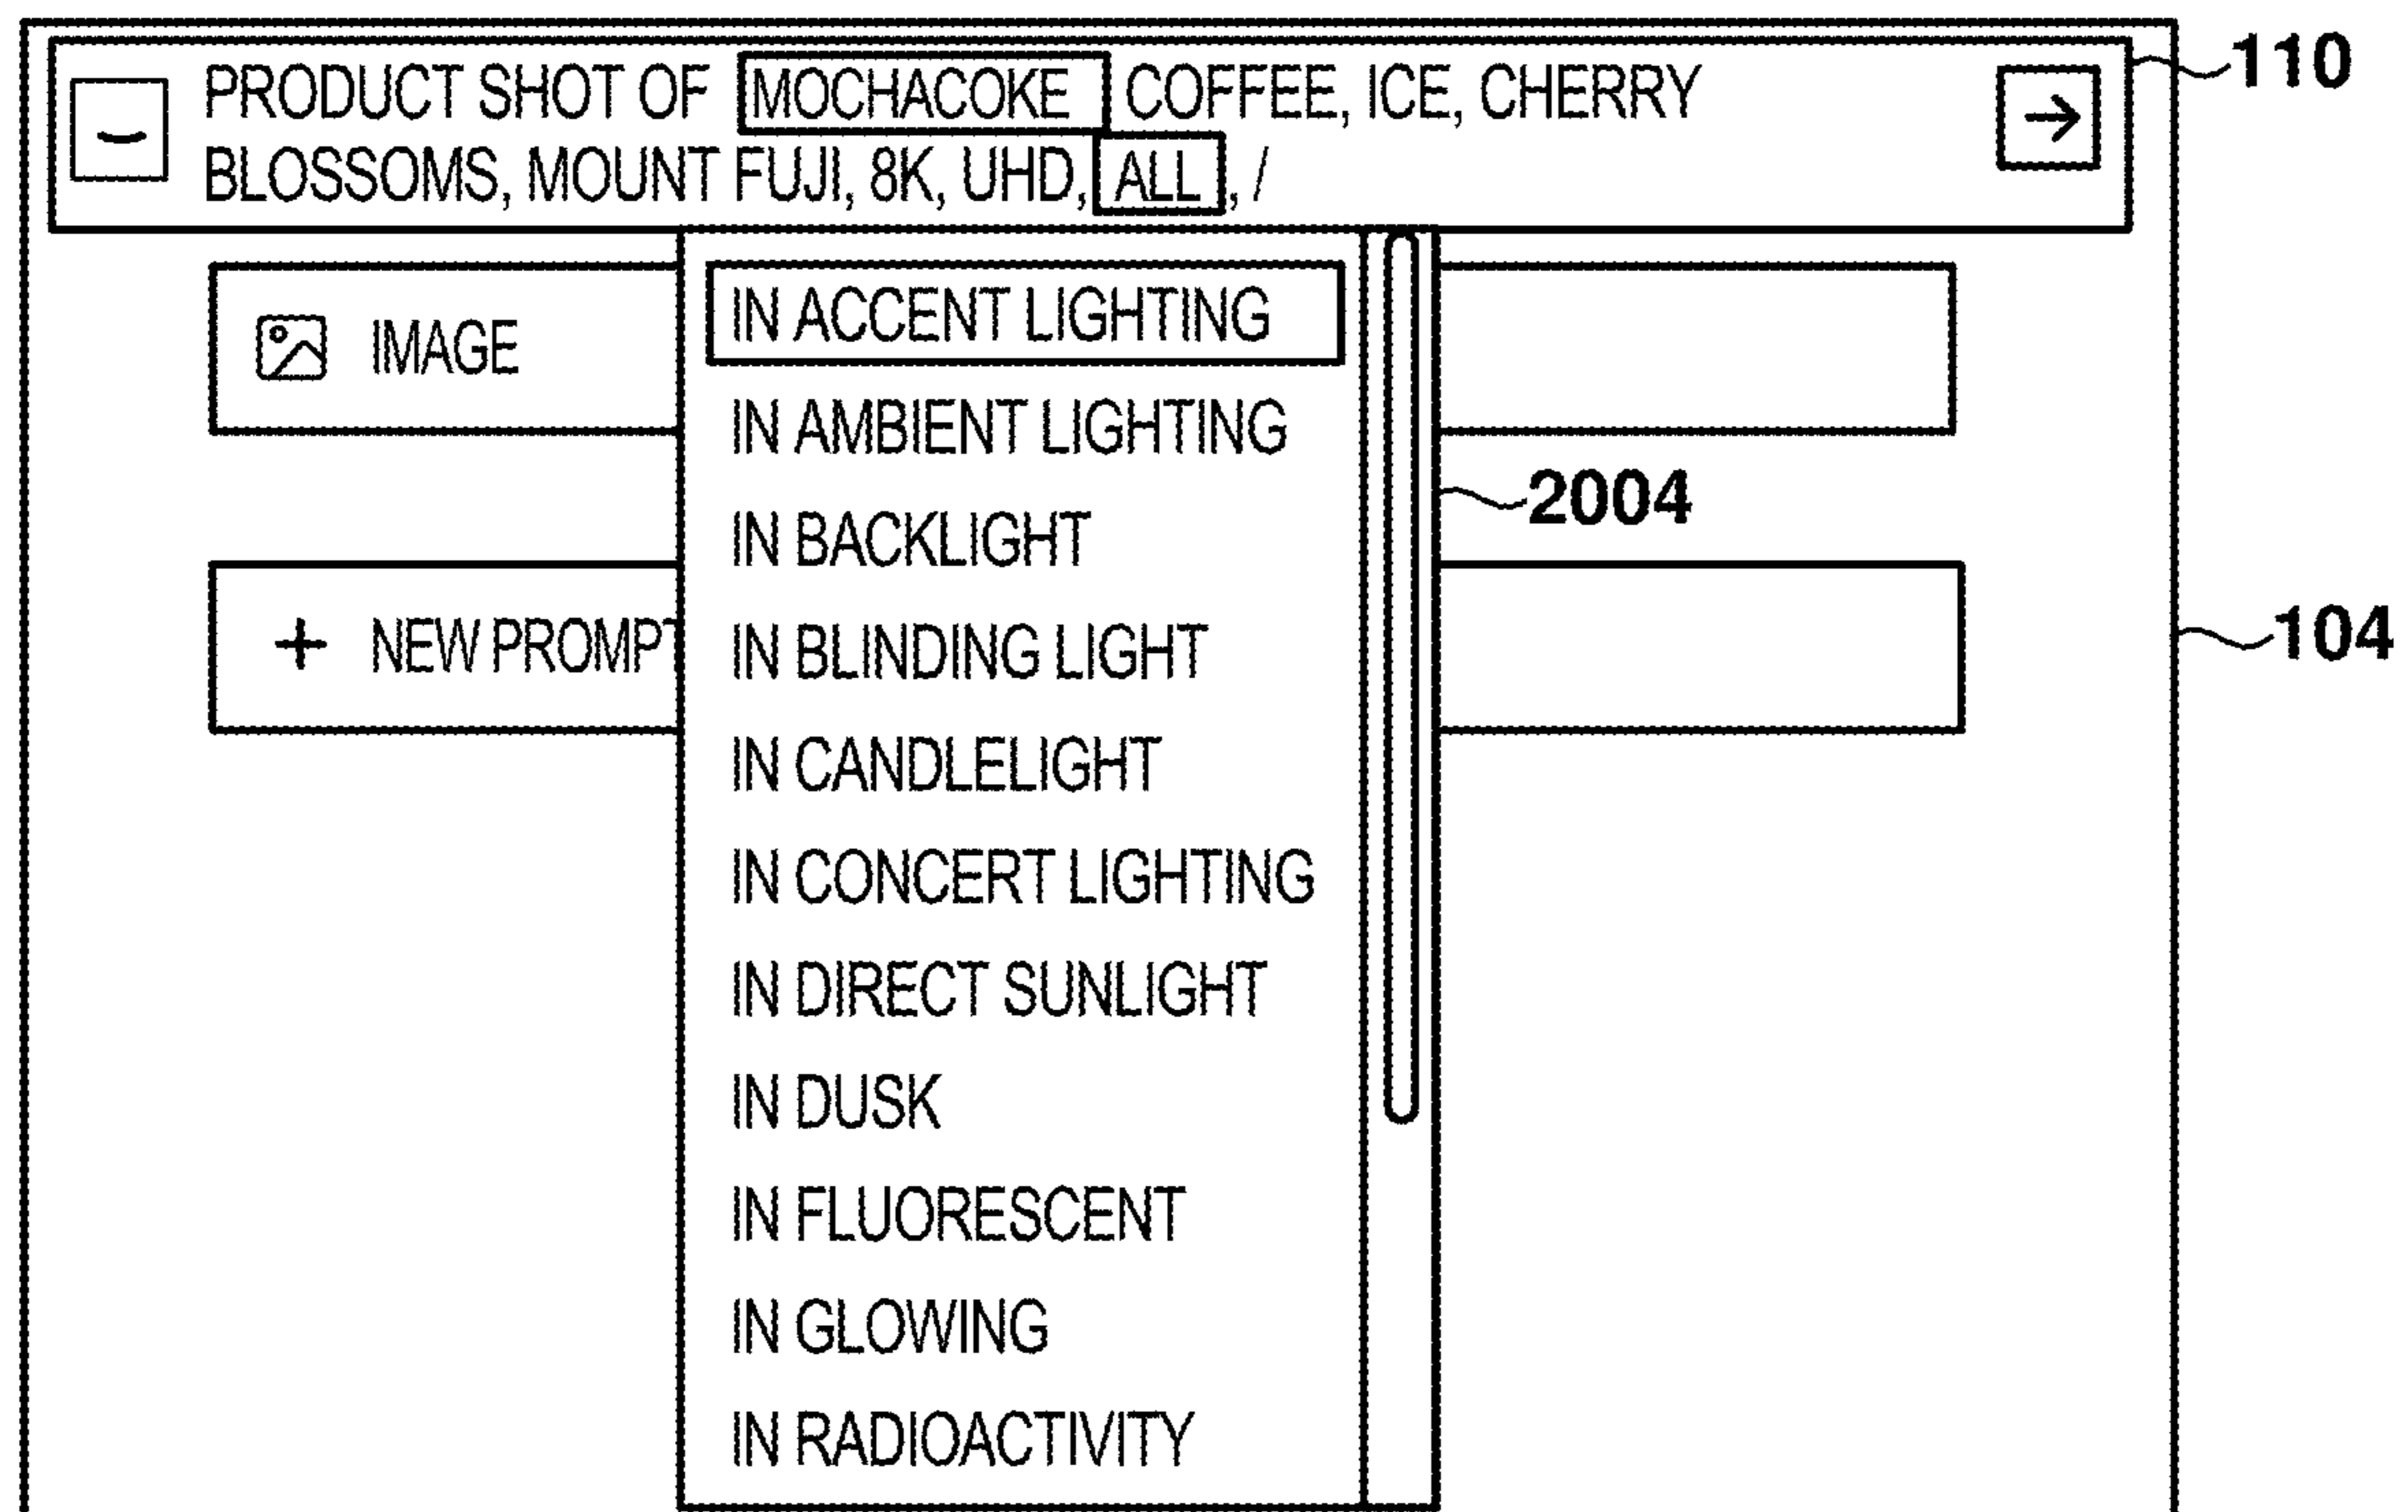 PRODUCT SHOT OF MOCHACOKE COFFEE, ICE, CHERRY
BLOSSOMS, MOUNT FUJI, 8K, UHD, ALL , /
110
IMAGE
IN ACCENT LIGHTING
IN AMBIENT LIGHTING
2004
IN BACKLIGHT
NEW PROMPT
IN BLINDING LIGHT
104
IN CANDLELIGHT
IN CONCERT LIGHTING
IN DIRECT SUNLIGHT
IN DUSK
IN FLUORESCENT
IN GLOWING
IN RADIOACTIVITY